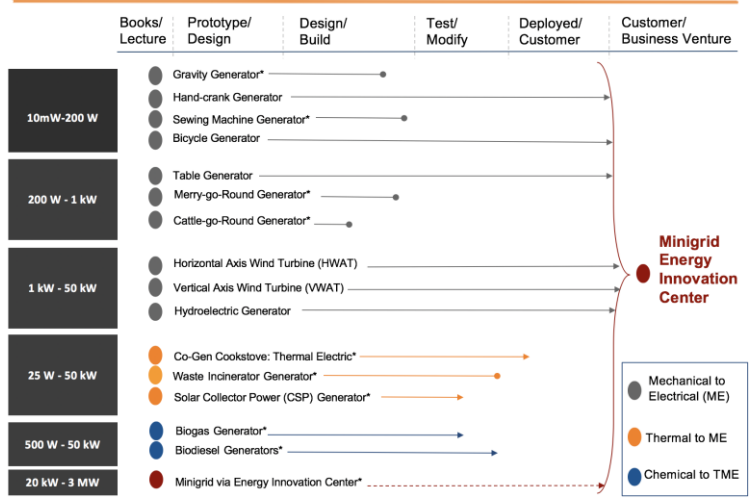 Books/ Prototype/ Design/ Test/ Deployed/ Customer/
Lecture Design Build Modify Customer Business Venture
10mW-200 W
Gravity Generator*
Hand-crank Generator
Sewing Machine Generator*
Bicycle Generator
200 W - 1 kW
Table Generator
Merry-go-Round Generator*
Cattle-go-Round Generator*
1 kW - 50 kW
Horizontal Axis Wind Turbine (HWAT)
Vertical Axis Wind Turbine (VWAT)
Hydroelectric Generator
25 W - 50 kW
Co-Gen Cookstove: Thermal Electric*
Waste Incinerator Generator*
Solar Collector Power (CSP) Generator*
500 W - 50 kW
Biogas Generator*
Biodiesel Generators*
20 kW - 3 MW
Minigrid via Energy Innovation Center*
Minigrid
Energy
Innovation
Center
Mechanical to
Electrical (ME)
Thermal to ME
Chemical to TME